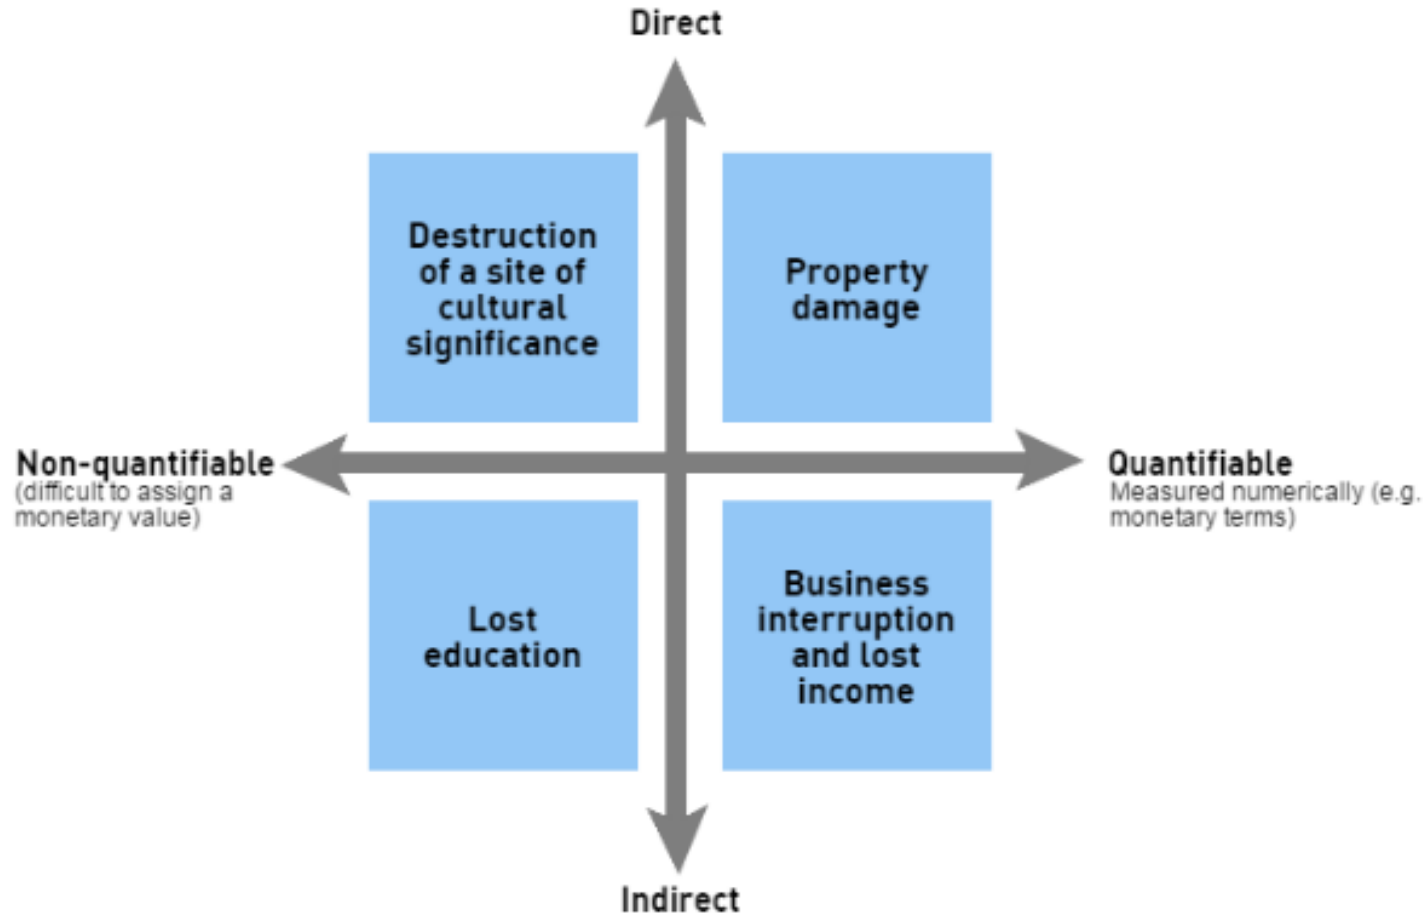 Direct
Destruction
of a site of
cultural
significance
Property
damage
Non-quantifiable
(difficult to assign a
monetary value)
Quantifiable
Measured numerically (e.g.
monetary terms)
Lost
education
Business
interruption
and lost
income
Indirect